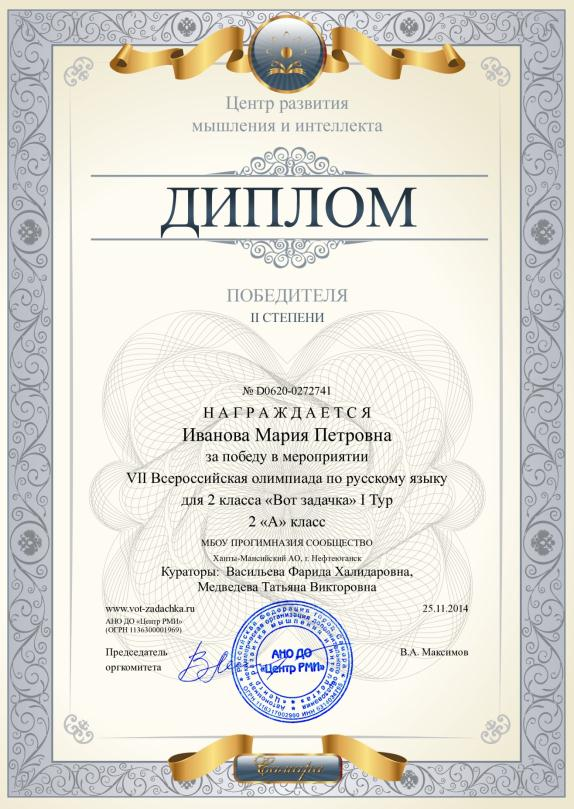 Центр развития
мышления и интеллекта
ДИПЛОМ
ПОБЕДИТЕЛЯ
II СТЕПЕНИ
№ D0620-0272741
НАГРАЖДАЕТСЯ
Иванова Мария Петровна
за победу в мероприятии
VII Всероссийская олимпиада по русскому языку
для 2 класса «Вот задачка» I Тур
2 «А» класс
МБОУ ПРОГИМНАЗИЯ СООБЩЕСТВО
Ханты-Мансийский АО, г. Нефтеюганск
Кураторы: Васильева Фарида Халидаровна,
Медведева Татьяна Викторовна
www.vot-zadachka.ru 25.11.2014
АНО ДО «Центр РМИ»
(ОГРН 1136300001969)
Председатель
оргкомитета В.А. Максимов
АНО ДО
"Центр РМИ"
Самара